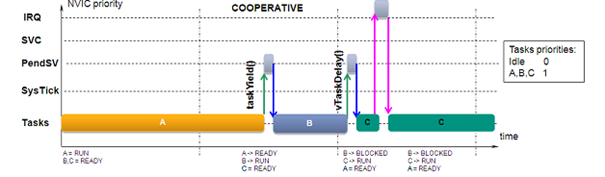 NVIC priority
COOPERATIVE
IRQ
SVC
PendSV
SysTick
Tasks
taskYield()
vTaskDelay()
A
B
C
C
time
Tasks priorities:
Idle 0
A,B,C 1
A = RUN
B,C = READY
A -> READY
B -> RUN
C = READY
B -> BLOCKED
C -> RUN
A = READY
B -> BLOCKED
C -> RUN
A = READY